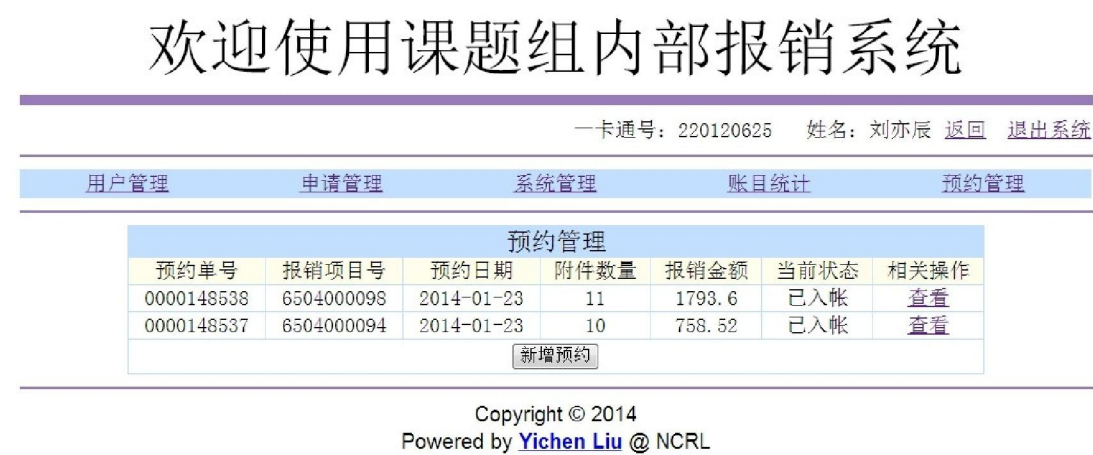 欢迎使用课题组内部报销系统
一卡通号：220120625 姓名：刘亦辰 返回 退出系统
用户管理 申请管理 系统管理 账目统计 预约管理
预约管理
预约单号 报销项目号 预约日期 附件数量 报销金额 当前状态 相关操作
0000148538 6504000098 2014-01-23 11 1793.6 已入帐 查看
0000148537 6504000094 2014-01-23 10 758.52 已入帐 查看
新增预约
Copyright © 2014
Powered by Yichen Liu @ NCRL